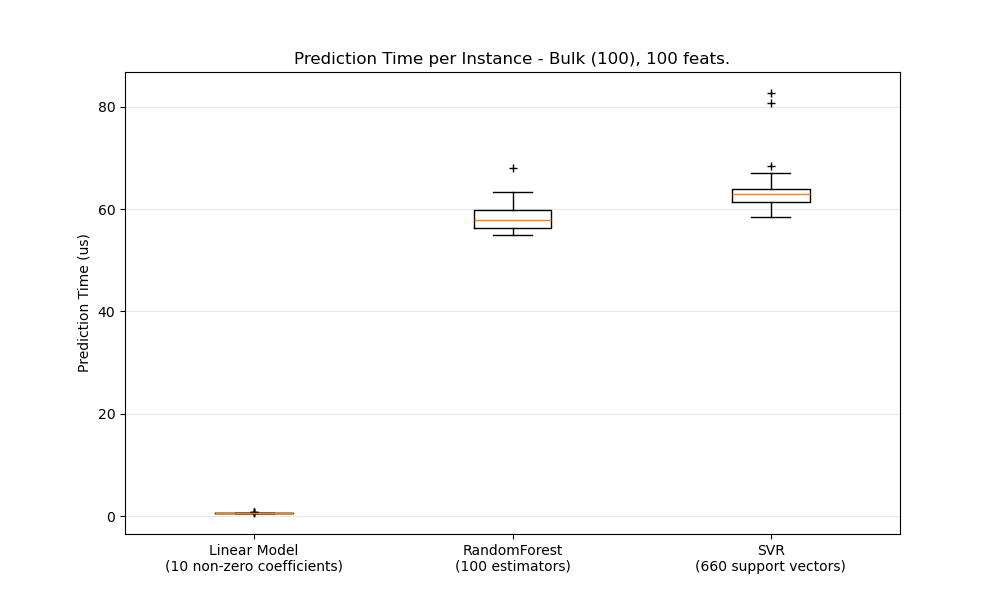 Prediction Time per Instance - Bulk (100), 100 feats.
Prediction Time (us)
80
60
40
20
0
Linear Model
(10 non-zero coefficients)
RandomForest
(100 estimators)
SVR
(660 support vectors)